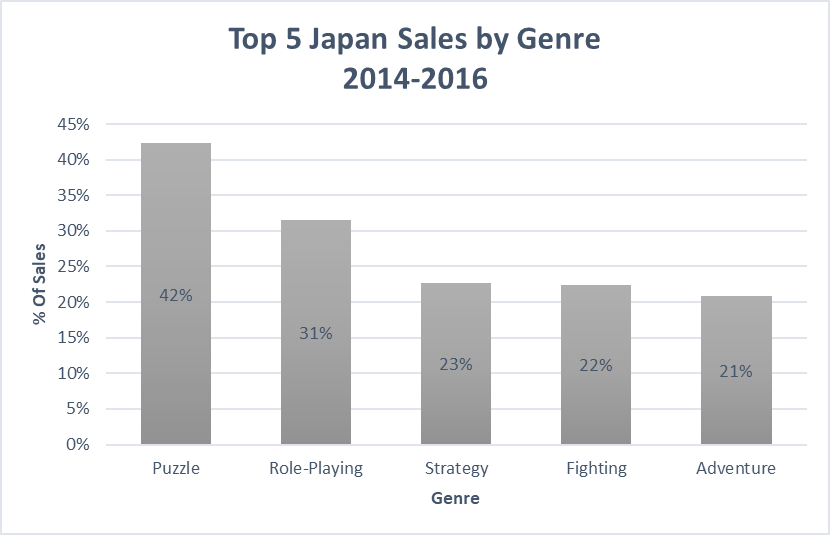 Top 5 Japan Sales by Genre
2014-2016
45%
40%
35%
30%
25%
20%
15%
10%
5%
0%
% Of Sales
42%
31%
23%
22%
21%
Puzzle
Role-Playing
Strategy
Fighting
Adventure
Genre